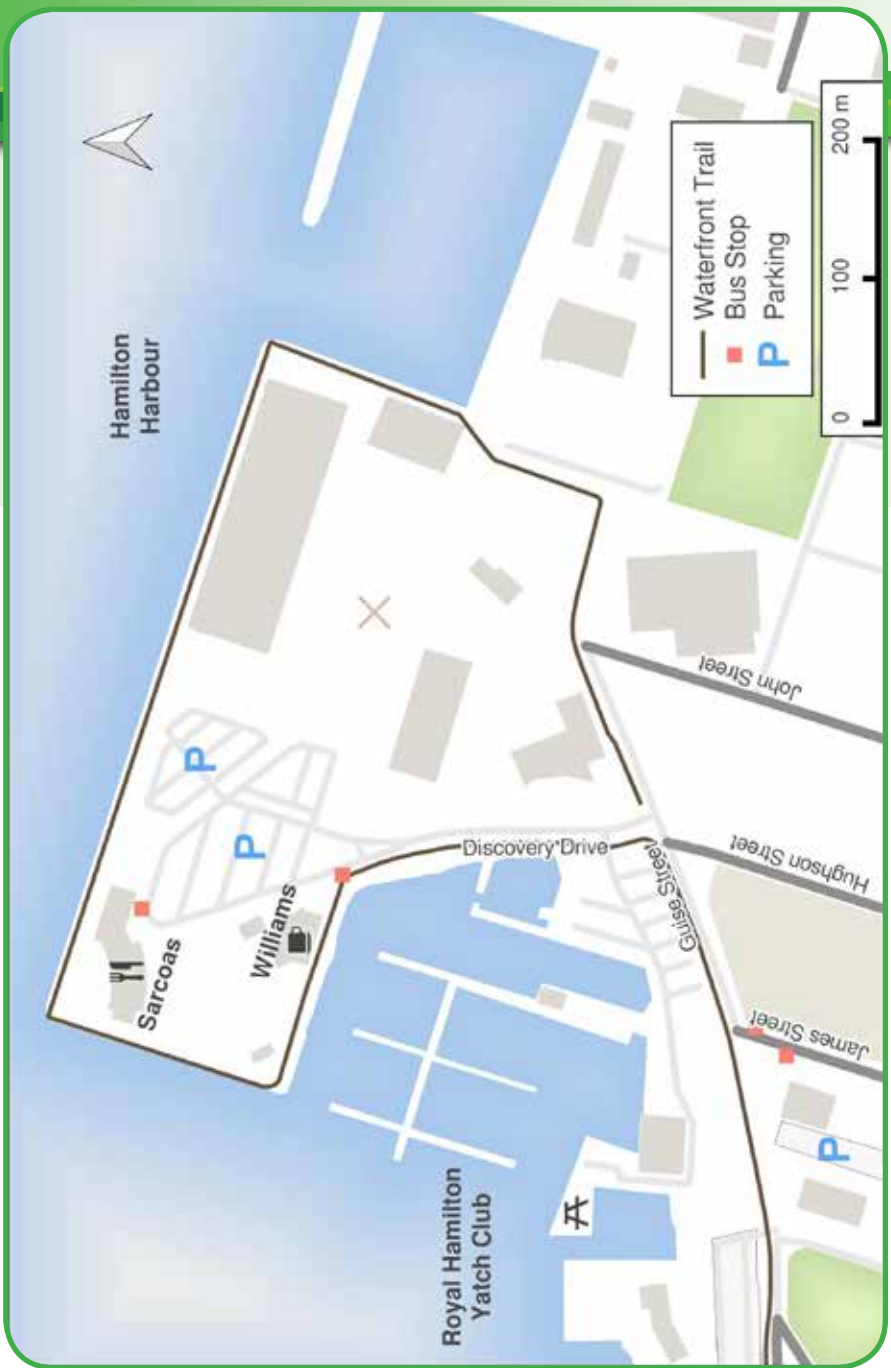 Hamilton
Harbour
Sarcoas
Williams
P
P
Discovery Drive
Guise Street
John Street
Hughson Street
James Street
Royal Hamilton
Yatch Club
P
Waterfront Trail
Bus Stop
P Parking
0 100 200 m